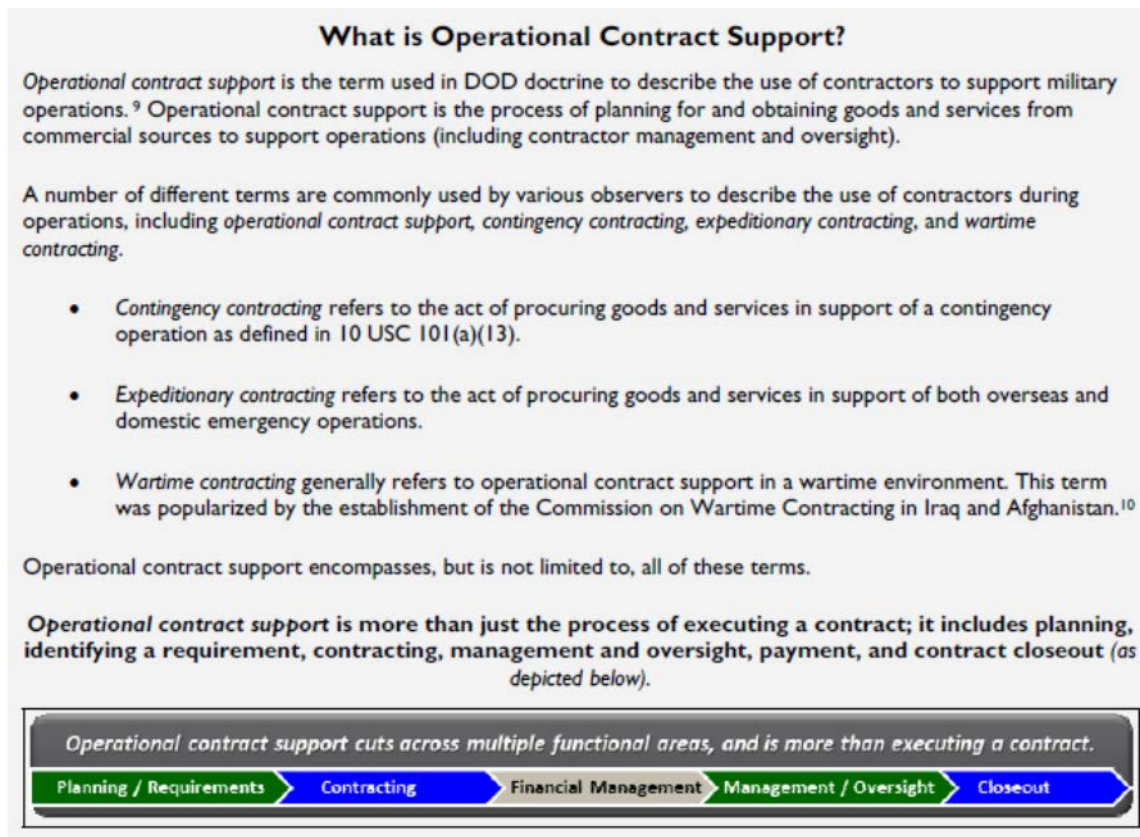 What is Operational Contract Support?
Operational contract support is the term used in DOD doctrine to describe the use of contractors to support military
operations. 9 Operational contract support is the process of planning for and obtaining goods and services from
commercial sources to support operations (including contractor management and oversight).
A number of different terms are commonly used by various observers to describe the use of contractors during
operations, including operational contract support, contingency contracting, expeditionary contracting, and wartime
contracting.
• Contingency contracting refers to the act of procuring goods and services in support of a contingency
operation as defined in 10 USC 101(a)(13).
• Expeditionary contracting refers to the act of procuring goods and services in support of both overseas and
domestic emergency operations.
• Wartime contracting generally refers to operational contract support in a wartime environment. This term
was popularized by the establishment of the Commission on Wartime Contracting in Iraq and Afghanistan.10
Operational contract support encompasses, but is not limited to, all of these terms.
Operational contract support is more than just the process of executing a contract; it includes planning,
identifying a requirement, contracting, management and oversight, payment, and contract closeout (as
depicted below).
Operational contract support cuts across multiple functional areas, and is more than executing a contract.
Planning / Requirements Contracting Financial Management Management / Oversight Closeout